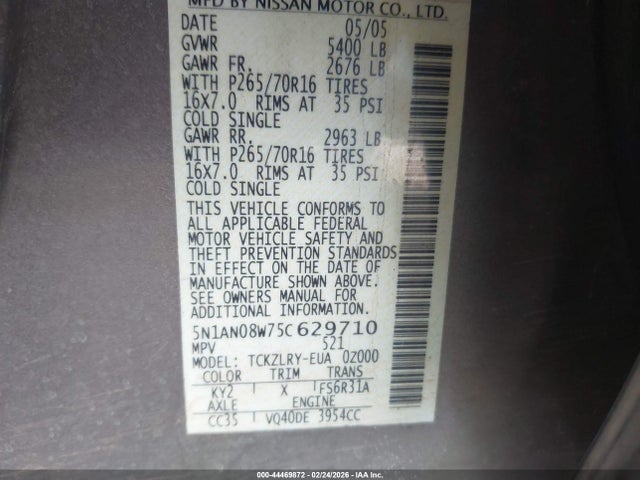 MFD BY NISSAN MOTOR CO., LTD.
DATE 05/05
GVWR 5400 LB
GAWR FR. 2676 LB
WITH P265/70R16 TIRES
16X7.0 RIMS AT 35 PSI
COLD SINGLE
GAWR RR. 2963 LB
WITH P265/70R16 TIRES
16X7.0 RIMS AT 35 PSI
COLD SINGLE
THIS VEHICLE CONFORMS TO
ALL APPLICABLE FEDERAL
MOTOR VEHICLE SAFETY AND
THEFT PREVENTION STANDARDS
IN EFFECT ON THE DATE OF
MANUFACTURE SHOWN ABOVE.
SEE OWNERS MANUAL FOR
ADDITIONAL INFORMATION.
5N1AN08W75C629710
MPV 521
MODEL: TCKZLRY-EUA 0Z000
COLOR TRIM TRANS
KY2 X FS6R31A
AXLE ENGINE
CC35 VQ40DE 3954CC
000-44469872 - 02/24/2026 - IAA, Inc.